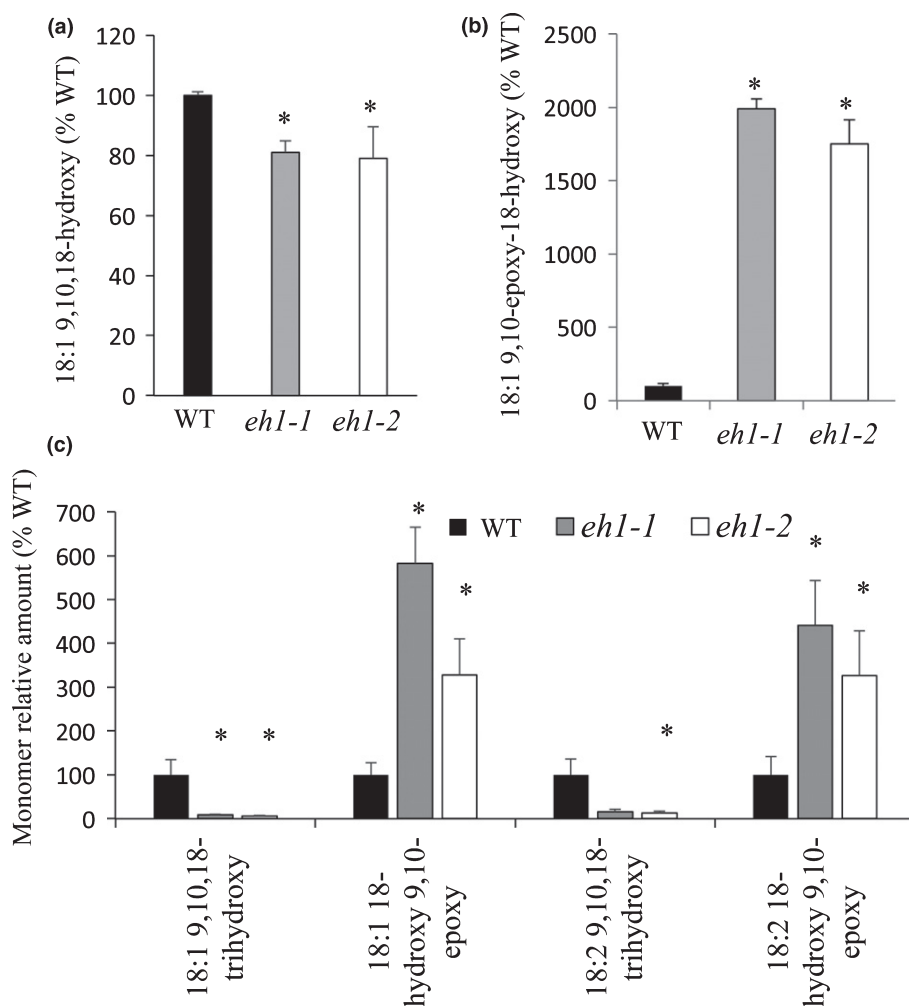 (a)
18:1 9,10,18-hydroxy (% WT)
120
100
80
60
40
20
0
*
*
WT
eh1-1
eh1-2
(b)
18:1 9,10-epoxy-18-hydroxy (% WT)
2500
2000
1500
1000
500
0
*
*
WT
eh1-1
eh1-2
(c)
Monomer relative amount (% WT)
700
600
500
400
300
200
100
0
WT
eh1-1
eh1-2
*
*
*
*
*
*
*
18:1 9,10,18-
trihydroxy
18:1 18-
hydroxy 9,10-
epoxy
18:2 9,10,18-
trihydroxy
18:2 18-
hydroxy 9,10-
epoxy